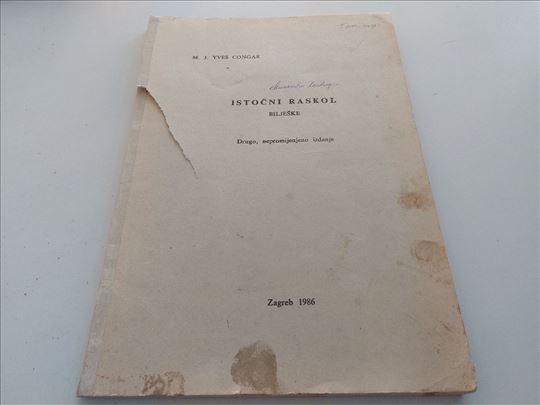 M. J. YVES CONGAR
ISTOČNI RASKOL
BILJEŠKE
Drugo, nepromijenjeno izdanje
Zagreb 1986